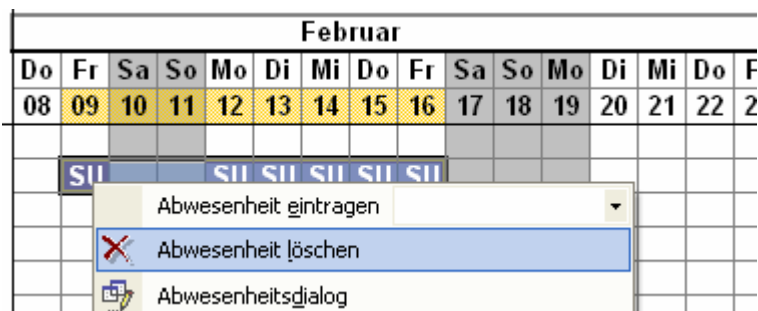 Februar
Do Fr Sa So Mo Di Mi Do Fr Sa So Mo Di Mi Do
08 09 10 11 12 13 14 15 16 17 18 19 20 21 22 2
SU SU SU SU SU SU
Abwesenheit eintragen
Abwesenheit löschen
Abwesenheitsdialog